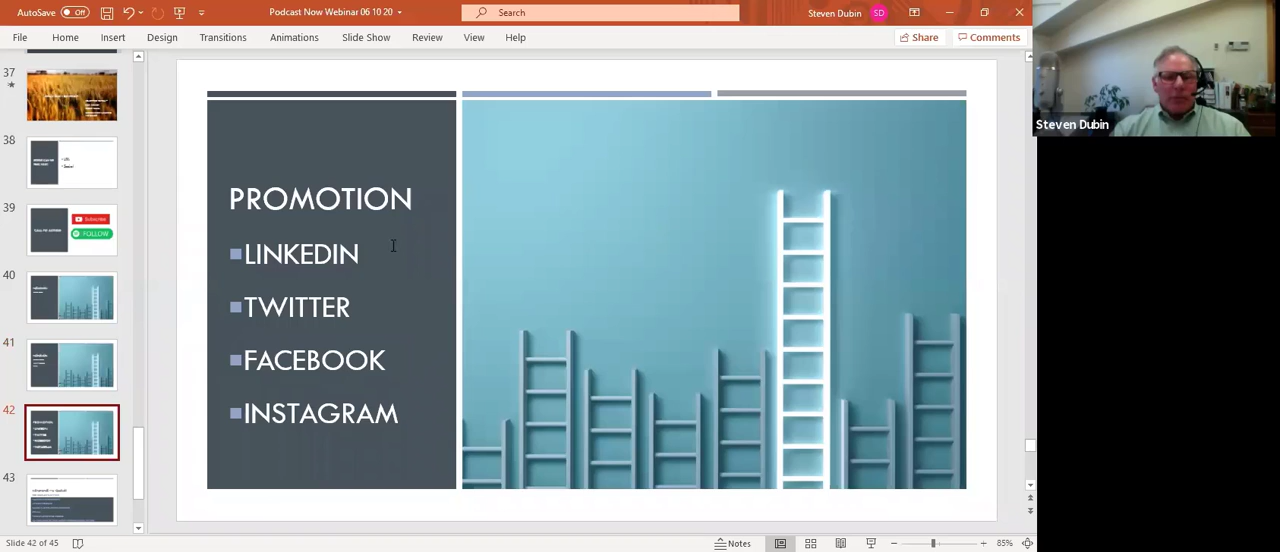 AutoSave Off
Podcast Now Webinar 06 10 20
Search
Steven Dubin
SD
File Home Insert Design Transitions Animations Slide Show Review View Help
Share Comments
37
38
39
Subscribe
FOLLOW
40
41
42
43
PROMOTION
LINKEDIN
TWITTER
FACEBOOK
INSTAGRAM
Steven Dubin
Slide 42 of 45
Notes
85%